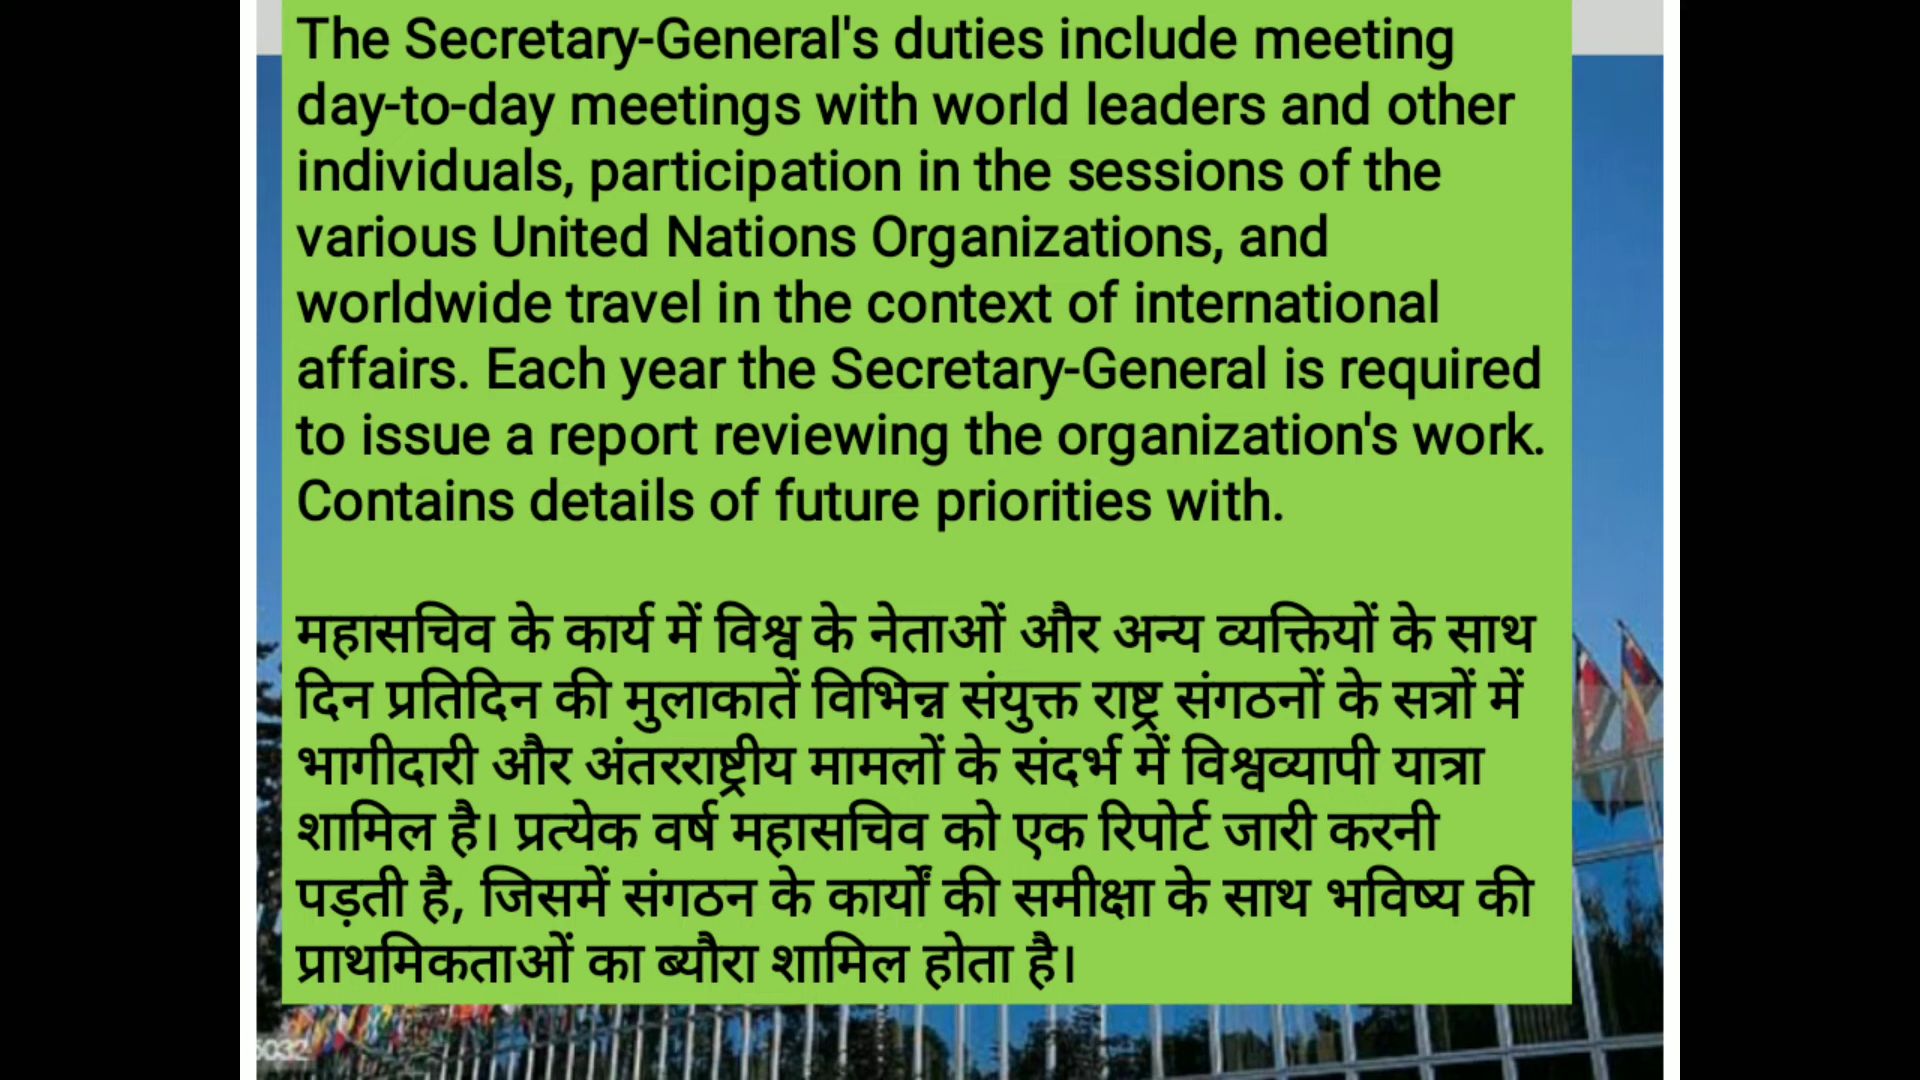 The Secretary-General's duties include meeting
day-to-day meetings with world leaders and other
individuals, participation in the sessions of the
various United Nations Organizations, and
worldwide travel in the context of international
affairs. Each year the Secretary-General is required
to issue a report reviewing the organization's work.
Contains details of future priorities with.
महासचिव के कार्य में विश्व के नेताओं और अन्य व्यक्तियों के साथ
दिन प्रतिदिन की मुलाकातें विभिन्न संयुक्त राष्ट्र संगठनों के सत्रों में
भागीदारी और अंतरराष्ट्रीय मामलों के संदर्भ में विश्वव्यापी यात्रा
शामिल है। प्रत्येक वर्ष महासचिव को एक रिपोर्ट जारी करनी
पड़ती है, जिसमें संगठन के कार्यों की समीक्षा के साथ भविष्य की
प्राथमिकताओं का ब्यौरा शामिल होता है।